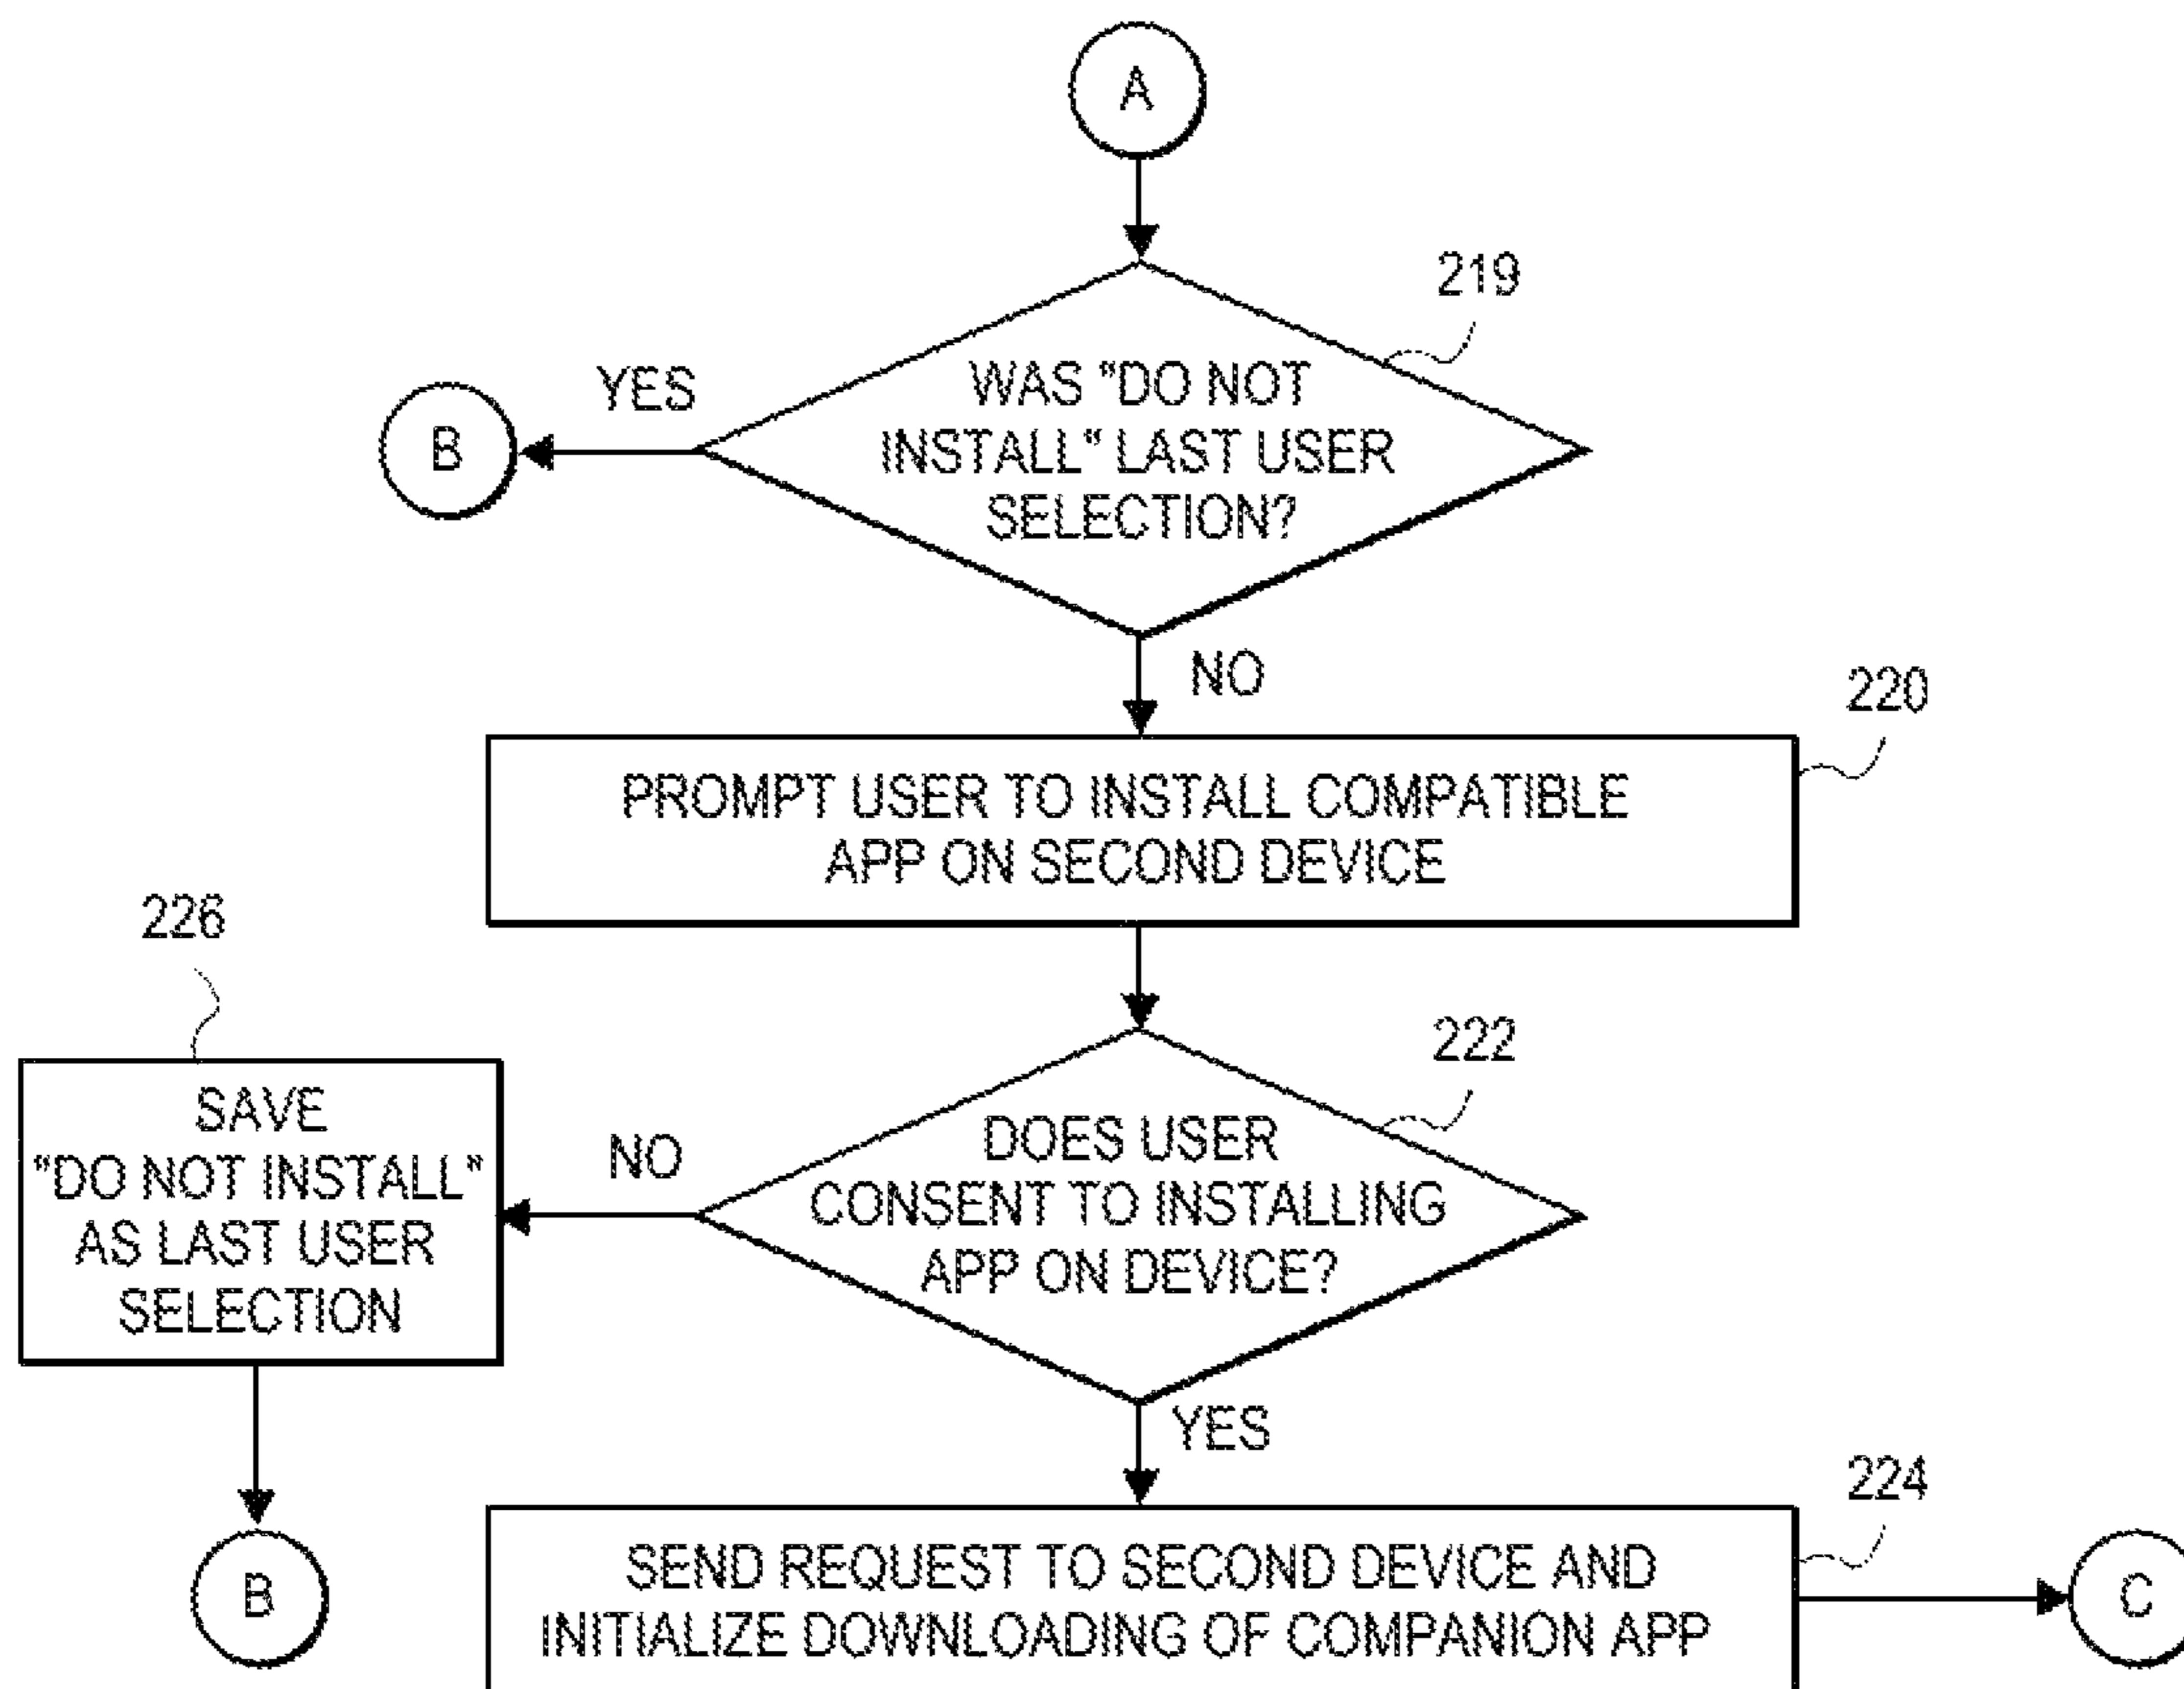 A
219
WAS "DO NOT
INSTALL" LAST USER
SELECTION?
YES
B
NO
220
PROMPT USER TO INSTALL COMPATIBLE
APP ON SECOND DEVICE
222
DOES USER
CONSENT TO INSTALLING
APP ON DEVICE?
NO
226
SAVE
"DO NOT INSTALL"
AS LAST USER
SELECTION
B
YES
224
SEND REQUEST TO SECOND DEVICE AND
INITIALIZE DOWNLOADING OF COMPANION APP
C